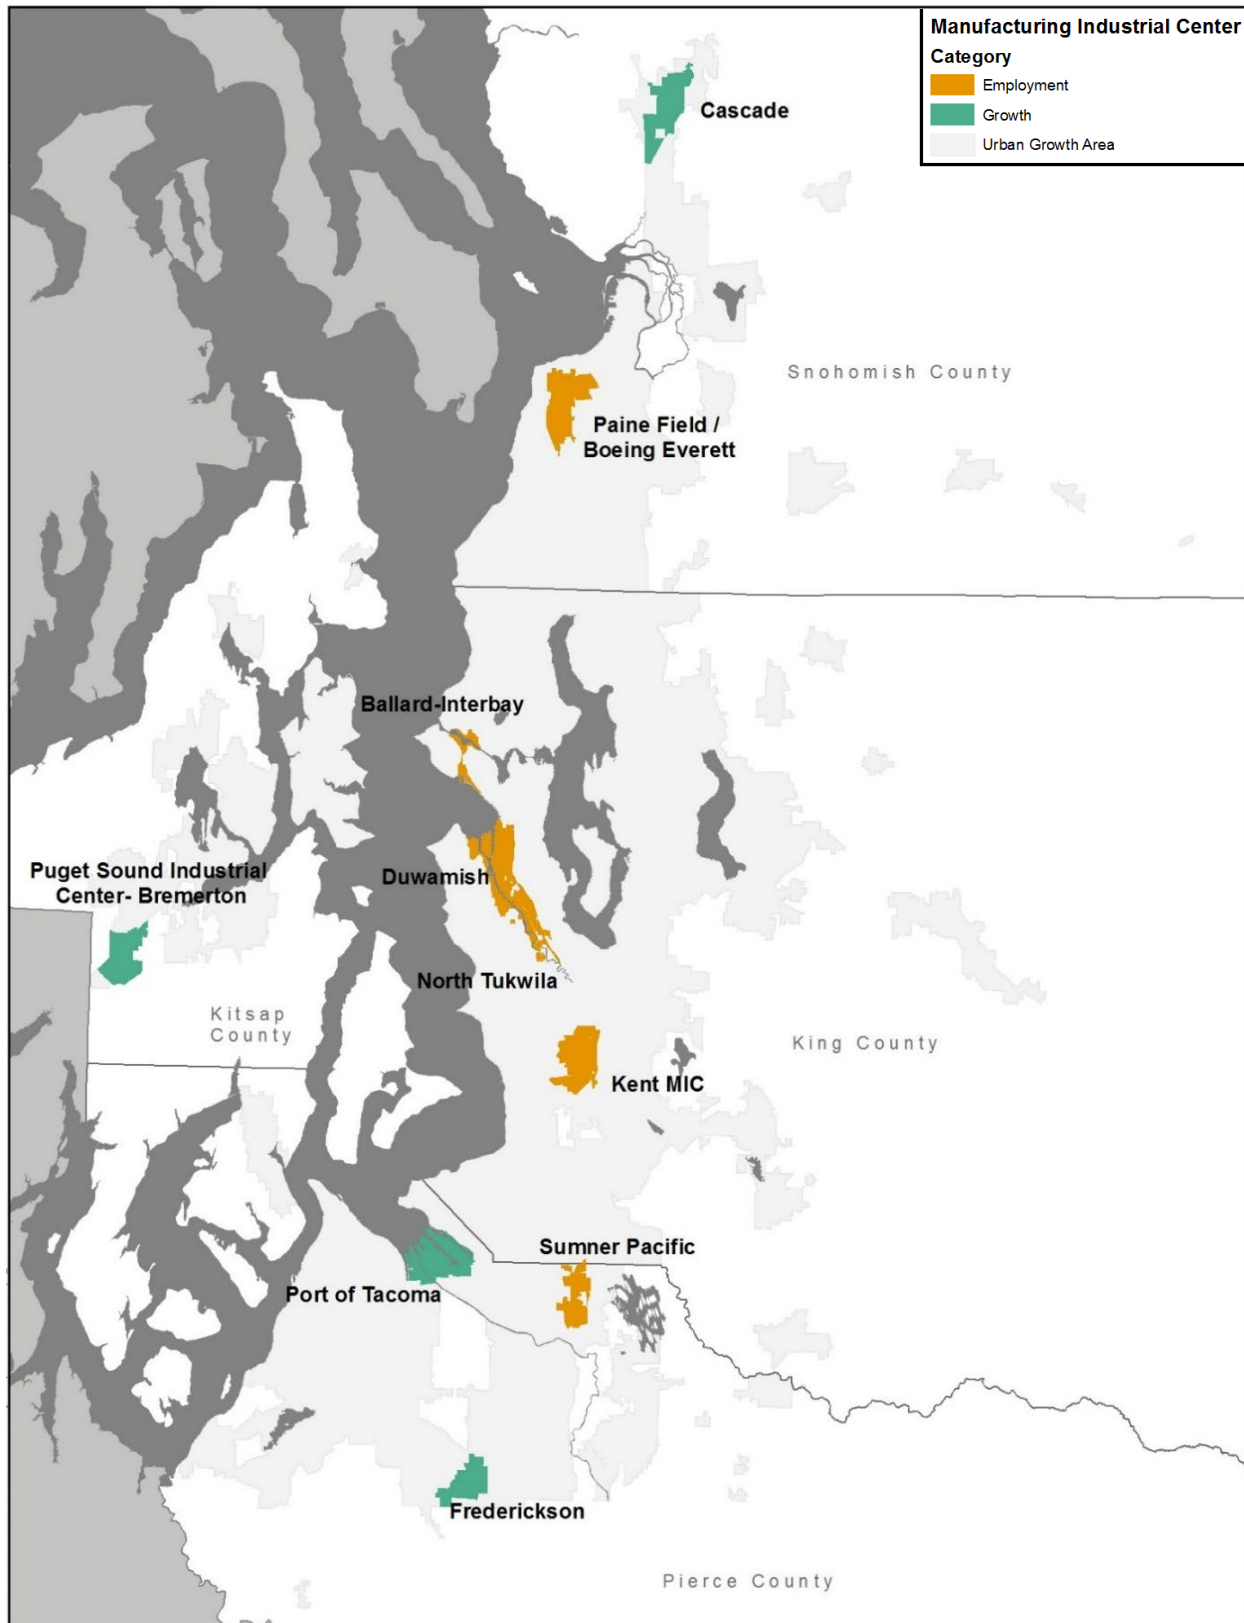 Manufacturing Industrial Center
Category
Employment
Growth
Urban Growth Area
Cascade
Snohomish County
Paine Field /
Boeing Everett
Ballard-Interbay
Puget Sound Industrial
Center- Bremerton
Duwamish
North Tukwila
Kitsap
County
King County
Kent MIC
Sumner Pacific
Port of Tacoma
Frederickson
Pierce County